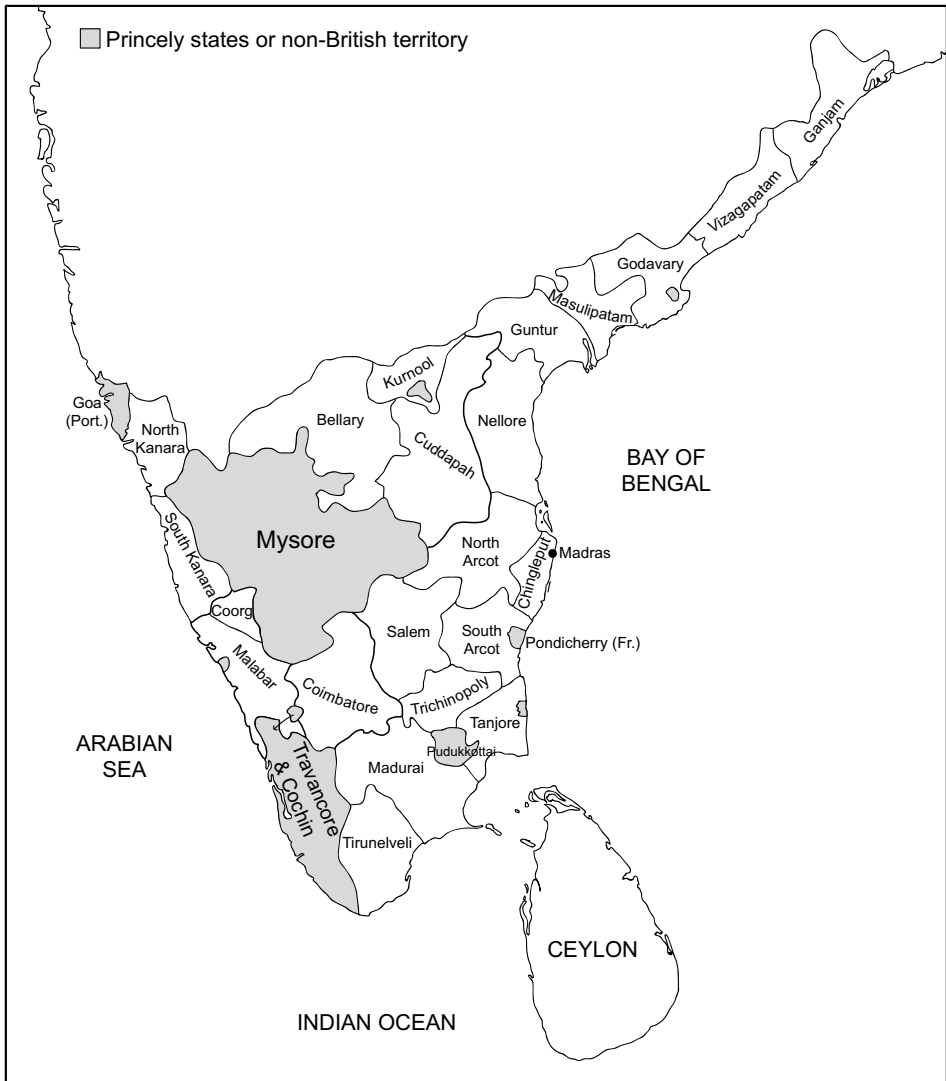 Princely states or non-British territory
Ganjam
Vizagapatam
Godavary
Masulipatam
Guntur
Kurnool
Goa
(Port.)
North
Kanara
Bellary
Cuddapah
Nellore
BAY OF
BENGAL
South Kanara
Mysore
North
Arcot
Chingleput
Madras
Coorg
Salem
South
Arcot
Pondicherry (Fr.)
Malabar
Coimbatore
Trichinopoly
Tanjore
Pudukkottai
ARABIAN
SEA
Travancore
& Cochin
Madurai
Tirunelveli
CEYLON
INDIAN OCEAN